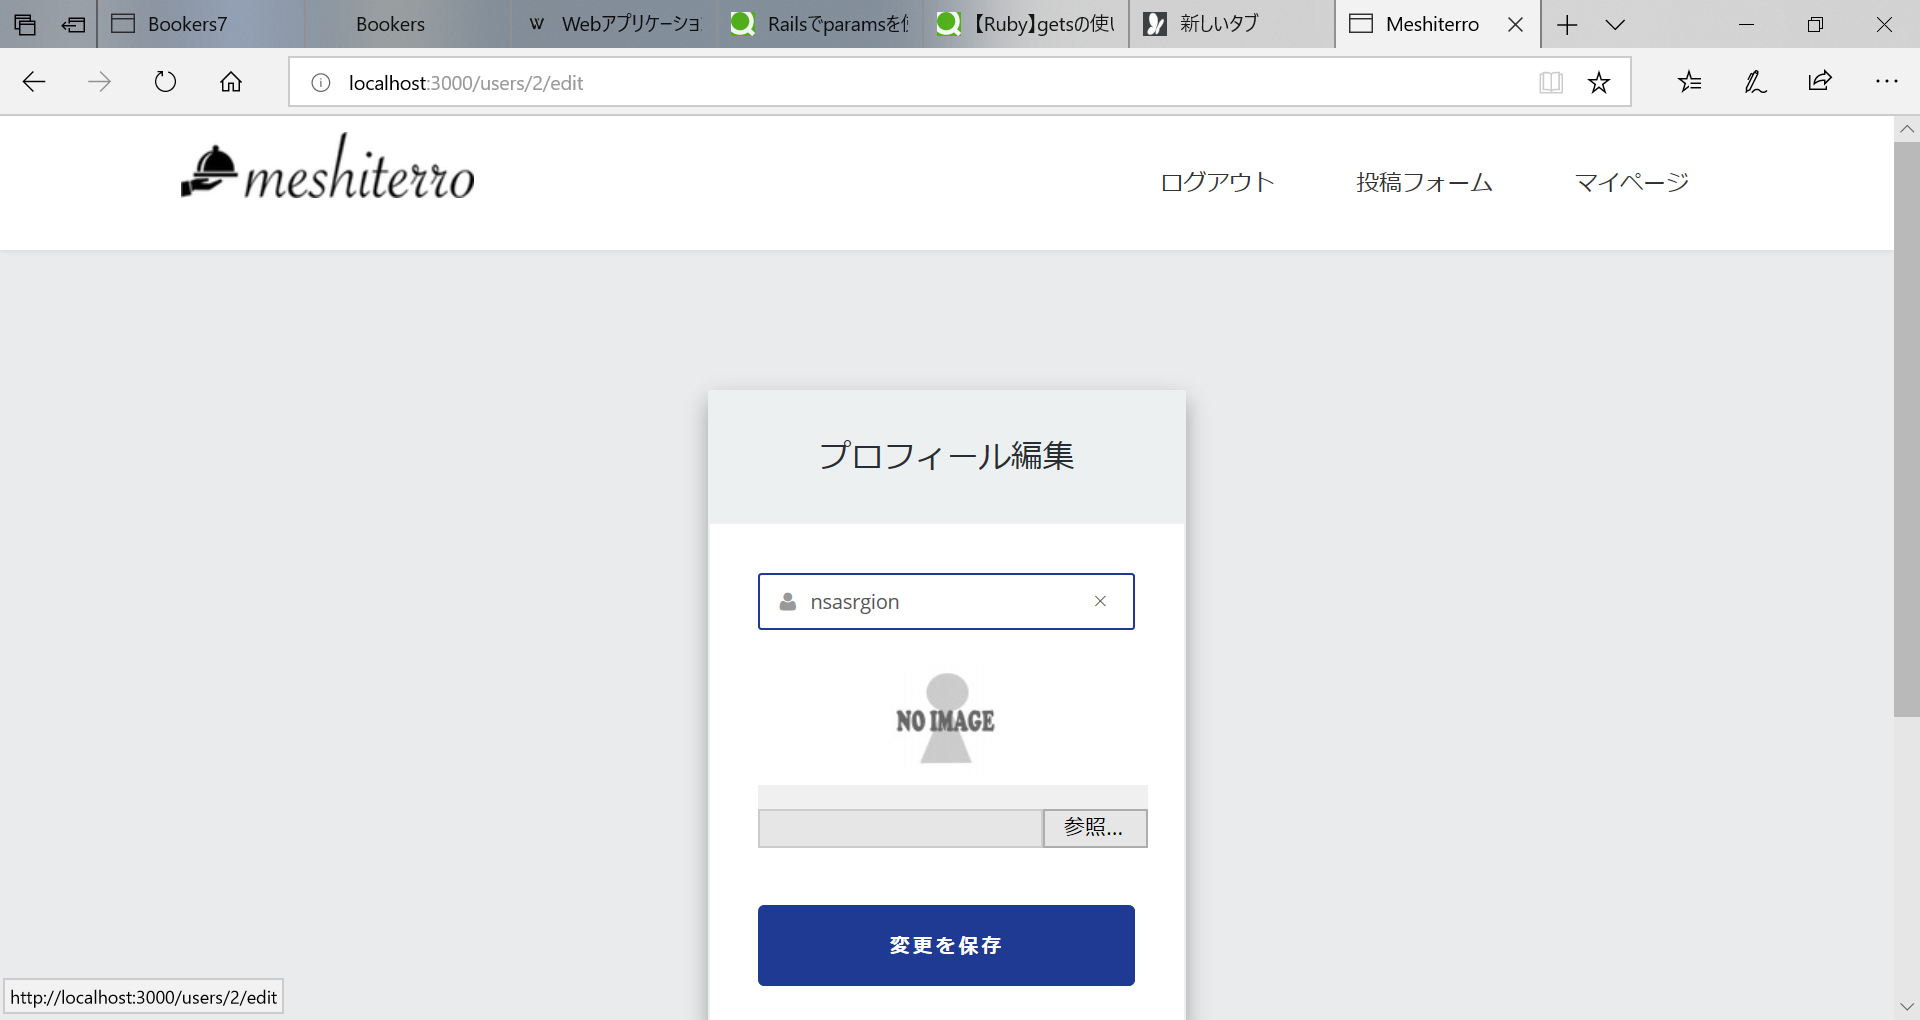 Bookers7
Bookers
W Webアプリケーショ
Railsでparamsを
【Ruby】getsの使い
新しいタブ
Meshiterro
localhost:3000/users/2/edit
meshiterro
ログアウト
投稿フォーム
マイページ
プロフィール編集
nsasrgion
NO IMAGE
参照...
変更を保存
http://localhost:3000/users/2/edit